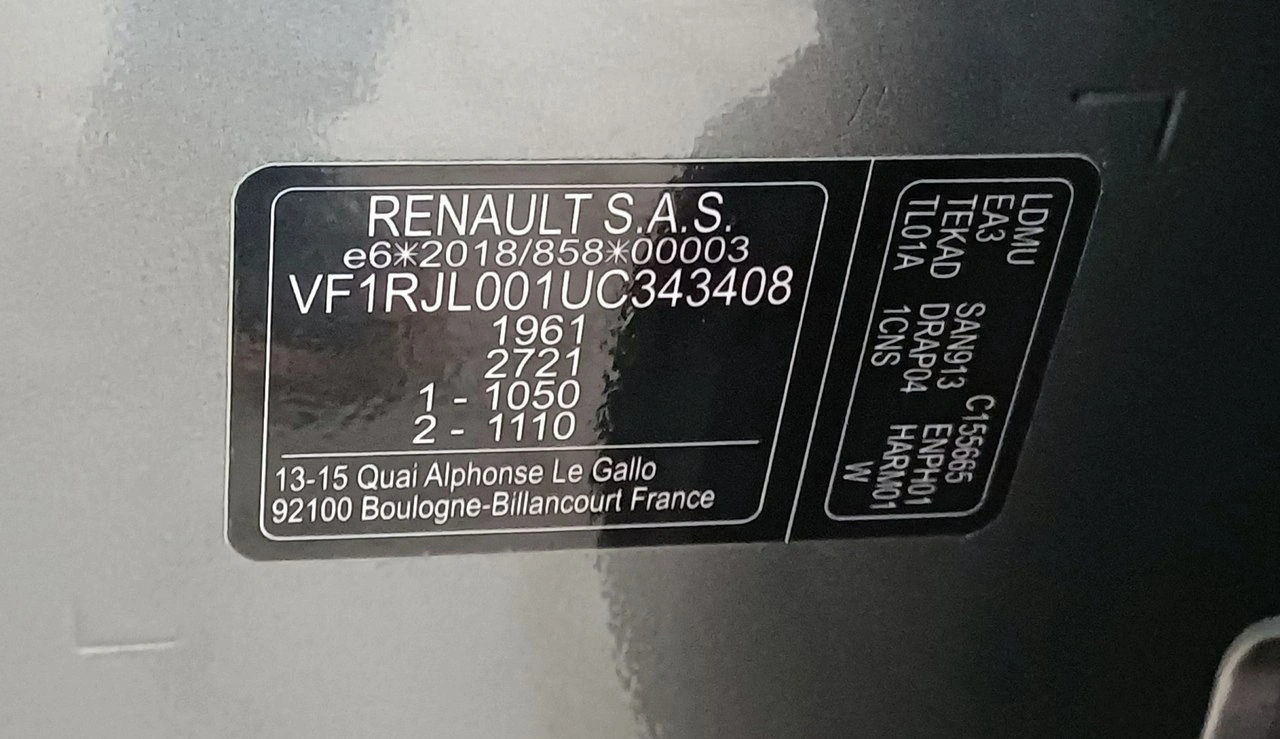 RENAULT S.A.S.
e6*2018/858*00003
VF1RJL001UC343408
1961
2721
1 - 1050
2 - 1110
13-15 Quai Alphonse Le Gallo
92100 Boulogne-Billancourt France
LDMU
EA3 C155665
TEKAD SAN913 ENPH01
TL01A DRAP04 HARM01
1CNS W